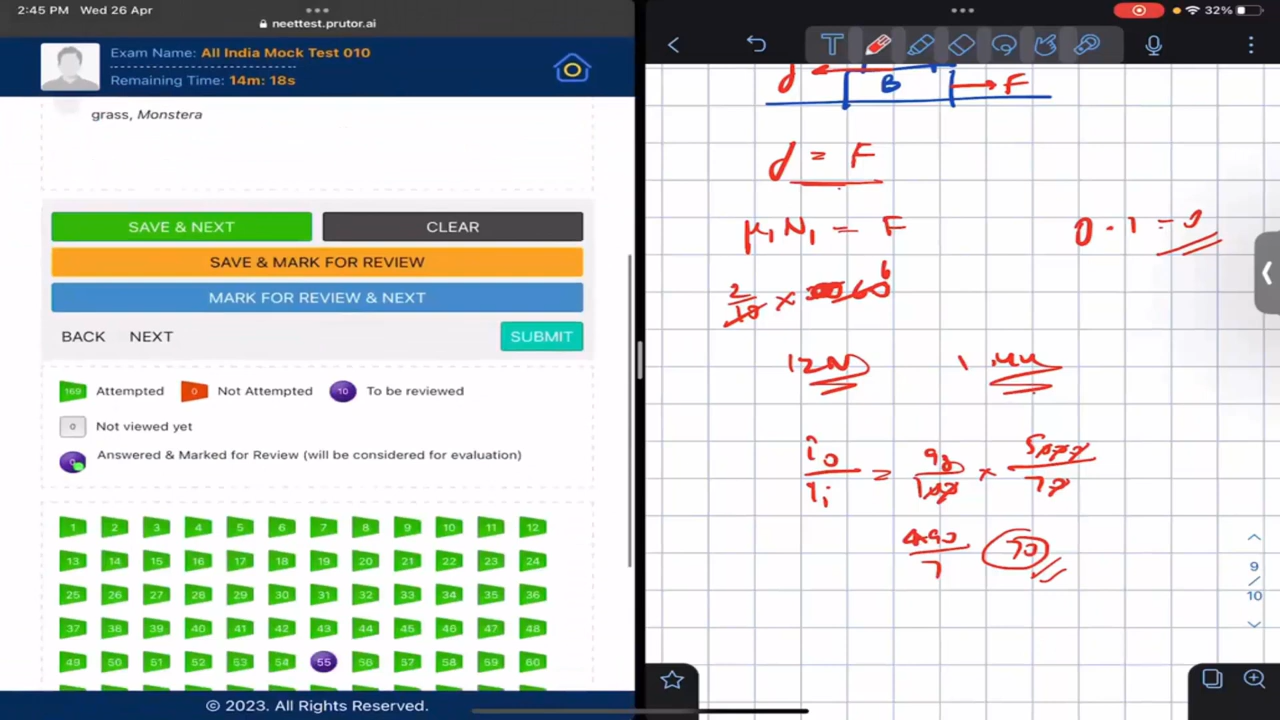 2:45 PM Wed 26 Apr
neettest.prutor.ai
32%
Exam Name: All India Mock Test 010
Remaining Time: 14m: 18s
grass, Monstera
SAVE & NEXT
CLEAR
SAVE & MARK FOR REVIEW
MARK FOR REVIEW & NEXT
BACK NEXT SUBMIT
169 Attempted 0 Not Attempted 10 To be reviewed
0 Not viewed yet
Answered & Marked for Review (will be considered for evaluation)
1 2 3 4 5 6 7 8 9 10 11 12
13 14 15 16 17 18 19 20 21 22 23 24
25 26 27 28 29 30 31 32 33 34 35 36
37 38 39 40 41 42 43 44 45 46 47 48
49 50 51 52 53 54 55 56 57 58 59 60
© 2023. All Rights Reserved.
T
B F
d = F
μ1 N1 = F
12N
70
9
/
10